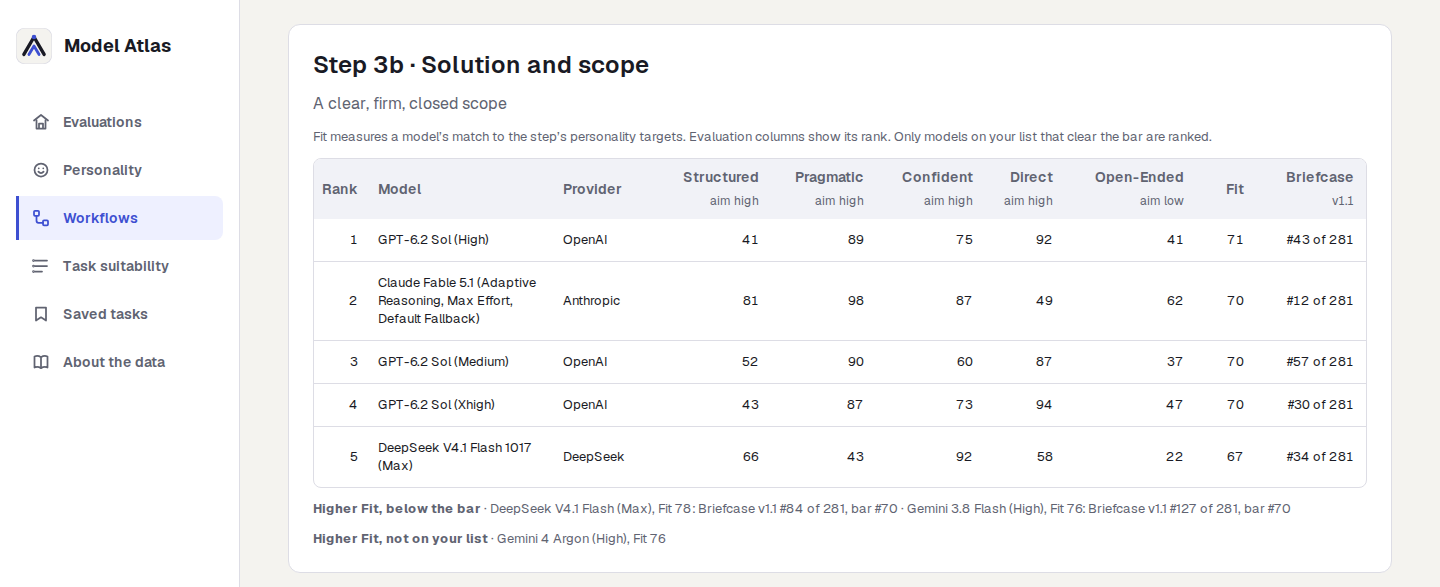 Model Atlas
Evaluations
Personality
Workflows
Task suitability
Saved tasks
About the data
Step 3b · Solution and scope
A clear, firm, closed scope
Fit measures a model's match to the step's personality targets. Evaluation columns show its rank. Only models on your list that clear the bar are ranked.
Rank Model Provider Structured aim high Pragmatic aim high Confident aim high Direct aim high Open-Ended aim low Fit Briefcase v1.1
1 GPT-6.2 Sol (High) OpenAI 41 89 75 92 41 71 #43 of 281
2 Claude Fable 5.1 (Adaptive Reasoning, Max Effort, Default Fallback) Anthropic 81 98 87 49 62 70 #12 of 281
3 GPT-6.2 Sol (Medium) OpenAI 52 90 60 87 37 70 #57 of 281
4 GPT-6.2 Sol (Xhigh) OpenAI 43 87 73 94 47 70 #30 of 281
5 DeepSeek V4.1 Flash 1017 (Max) DeepSeek 66 43 92 58 22 67 #34 of 281
Higher Fit, below the bar · DeepSeek V4.1 Flash (Max), Fit 78: Briefcase v1.1 #84 of 281, bar #70 · Gemini 3.8 Flash (High), Fit 76: Briefcase v1.1 #127 of 281, bar #70
Higher Fit, not on your list · Gemini 4 Argon (High), Fit 76